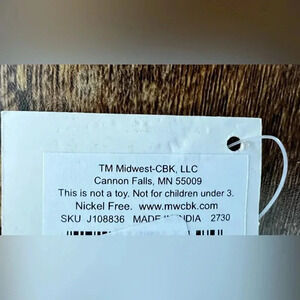 TM Midwest-CBK, LLC
Cannon Falls, MN 55009
This is not a toy. Not for children under 3.
Nickel Free. www.mwcbk.com
SKU J108836 MADE IN INDIA 2730